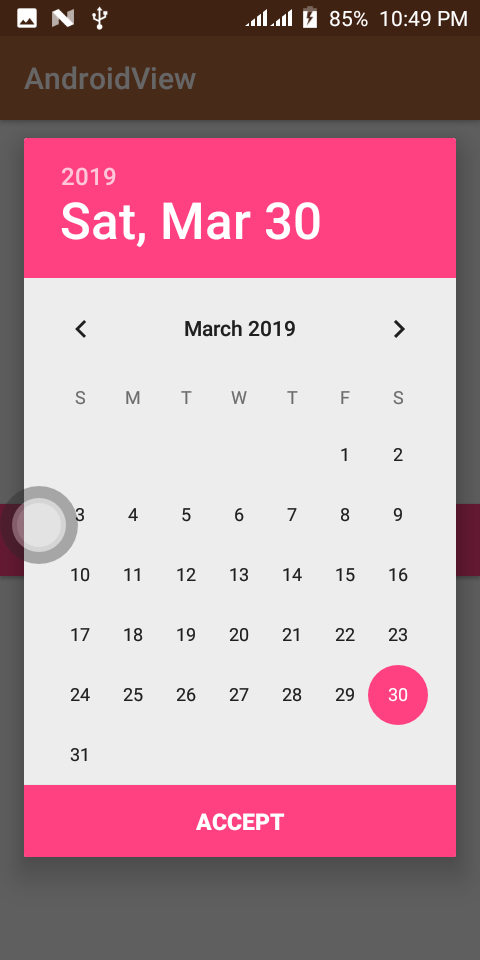 85% 10:49 PM
AndroidView
2019
Sat, Mar 30
March 2019
S M T W T F S
1 2
3 4 5 6 7 8 9
10 11 12 13 14 15 16
17 18 19 20 21 22 23
24 25 26 27 28 29 30
31
ACCEPT